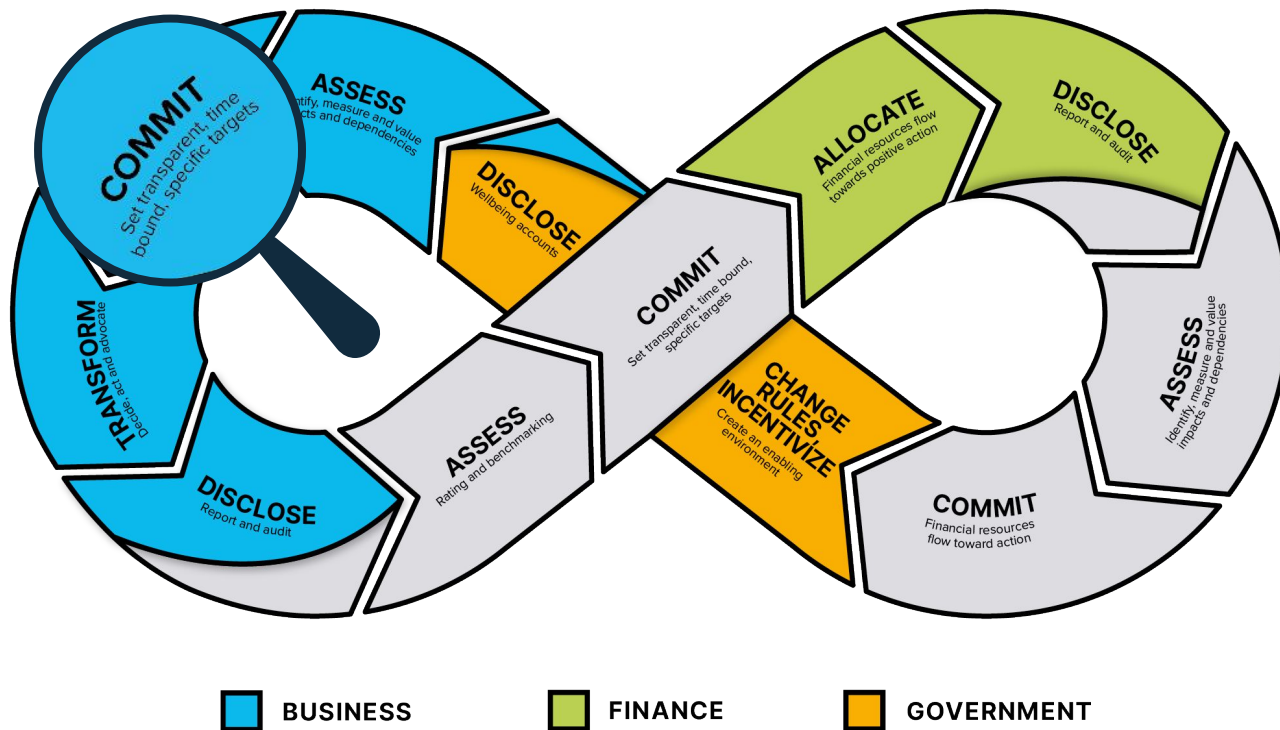 COMMIT
Set transparent, time
bound, specific targets
ASSESS
measure and value
and dependencies
DISCLOSE
Wellbeing accounts
COMMIT
Set transparent, time bound,
specific targets
ALLOCATE
Financial resources flow
towards positive action
DISCLOSE
Report and audit
ASSESS
Identify, measure and value
impacts and dependencies
COMMIT
Financial resources
flow toward action
CHANGE
RULES,
INCENTIVIZE
Create an enabling
environment
ASSESS
Rating and benchmarking
DISCLOSE
Report and audit
TRANSFORM
Decide, act and advocate
BUSINESS
FINANCE
GOVERNMENT